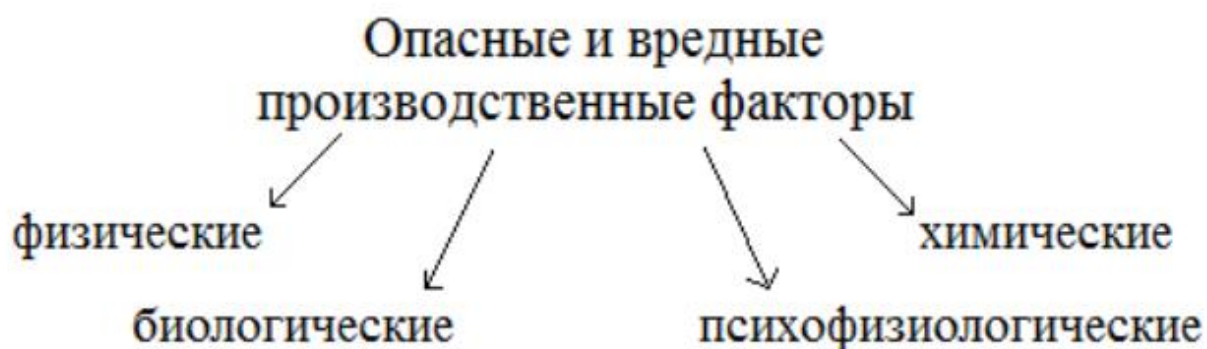 Опасные и вредные
производственные факторы
физические
химические
биологические
психофизиологические